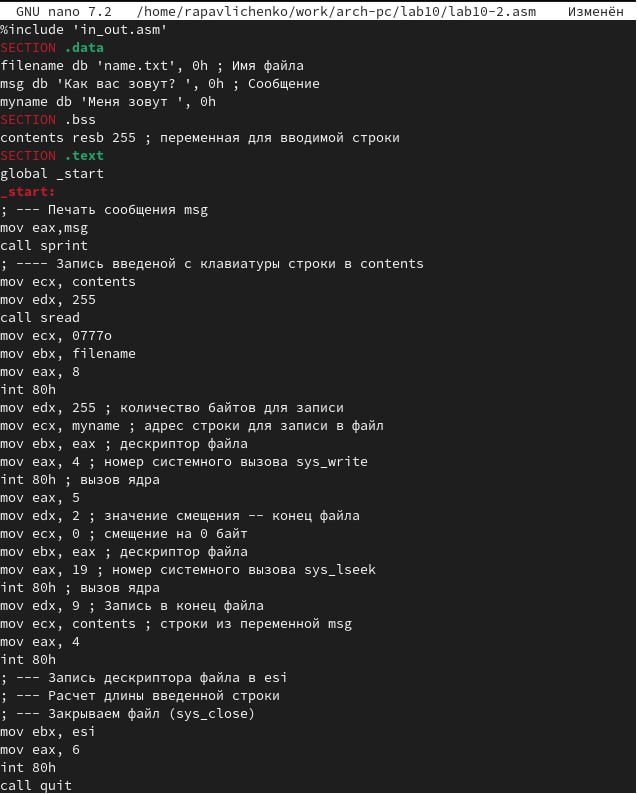 GNU nano 7.2 /home/rapavlichenko/work/arch-pc/lab10/lab10-2.asm Изменён
%include 'in_out.asm'
SECTION .data
filename db 'name.txt', 0h ; Имя файла
msg db 'Как вас зовут? ', 0h ; Сообщение
myname db 'Меня зовут ', 0h
SECTION .bss
contents resb 255 ; переменная для вводимой строки
SECTION .text
global _start
_start:
; --- Печать сообщения msg
mov eax,msg
call sprint
; ---- Запись введеной с клавиатуры строки в contents
mov ecx, contents
mov edx, 255
call sread
mov ecx, 0777o
mov ebx, filename
mov eax, 8
int 80h
mov edx, 255 ; количество байтов для записи
mov ecx, myname ; адрес строки для записи в файл
mov ebx, eax ; дескриптор файла
mov eax, 4 ; номер системного вызова sys_write
int 80h ; вызов ядра
mov eax, 5
mov edx, 2 ; значение смещения -- конец файла
mov ecx, 0 ; смещение на 0 байт
mov ebx, eax ; дескриптор файла
mov eax, 19 ; номер системного вызова sys_lseek
int 80h ; вызов ядра
mov edx, 9 ; Запись в конец файла
mov ecx, contents ; строки из переменной msg
mov eax, 4
int 80h
; --- Запись дескриптора файла в esi
; --- Расчет длины введенной строки
; --- Закрываем файл (sys_close)
mov ebx, esi
mov eax, 6
int 80h
call quit